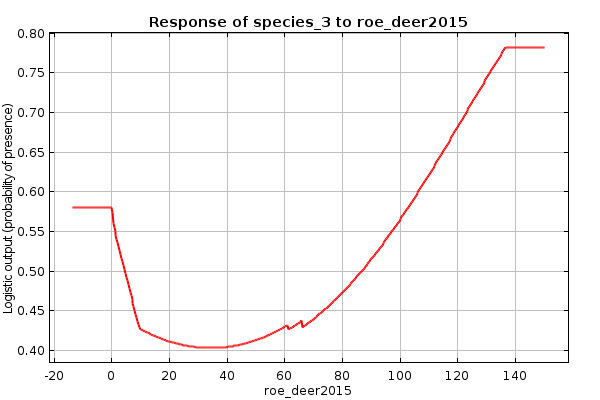 Response of species_3 to roe_deer2015
Logistic output (probability of presence)
0.80
0.75
0.70
0.65
0.60
0.55
0.50
0.45
0.40
-20 0 20 40 60 80 100 120 140
roe_deer2015